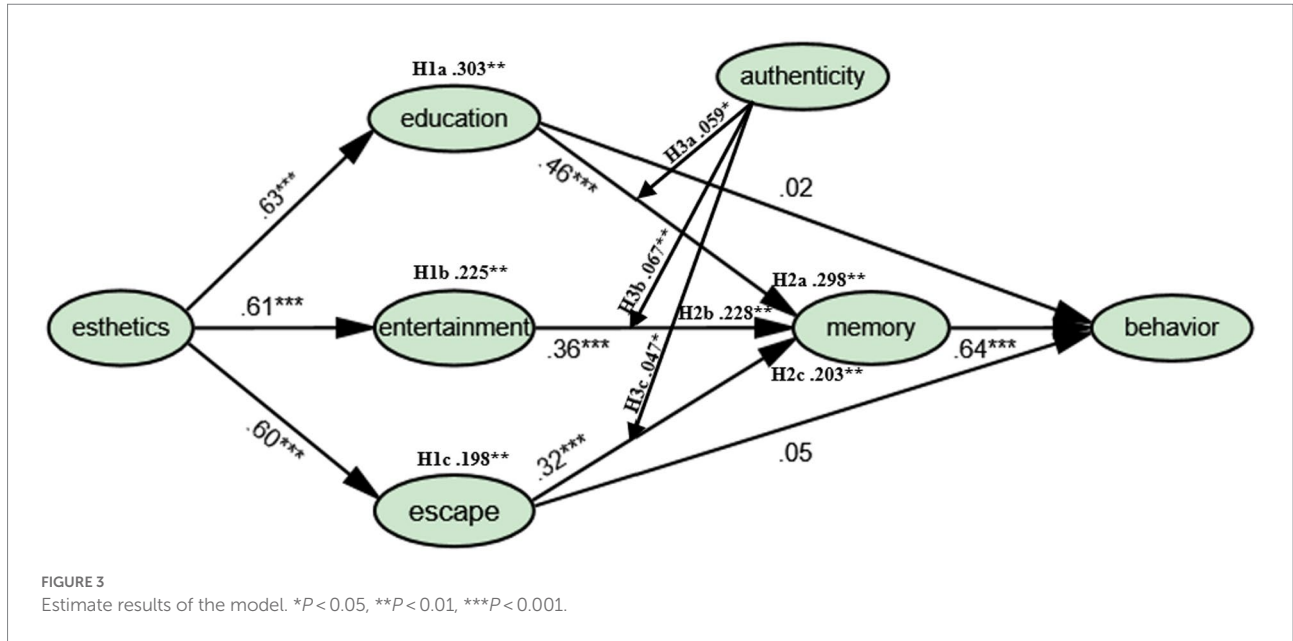 H1a .303**
authenticity
education
H3a .059*
.46***
.63***
.02
H3b .067**
H1b .225**
H2a .298**
H2b .228**
esthetics
.61***
entertainment
.36***
memory
.64***
behavior
H3c .047*
H2c .203**
.60***
H1c .198**
.32***
.05
escape
FIGURE 3
Estimate results of the model. *P < 0.05, **P < 0.01, ***P < 0.001.